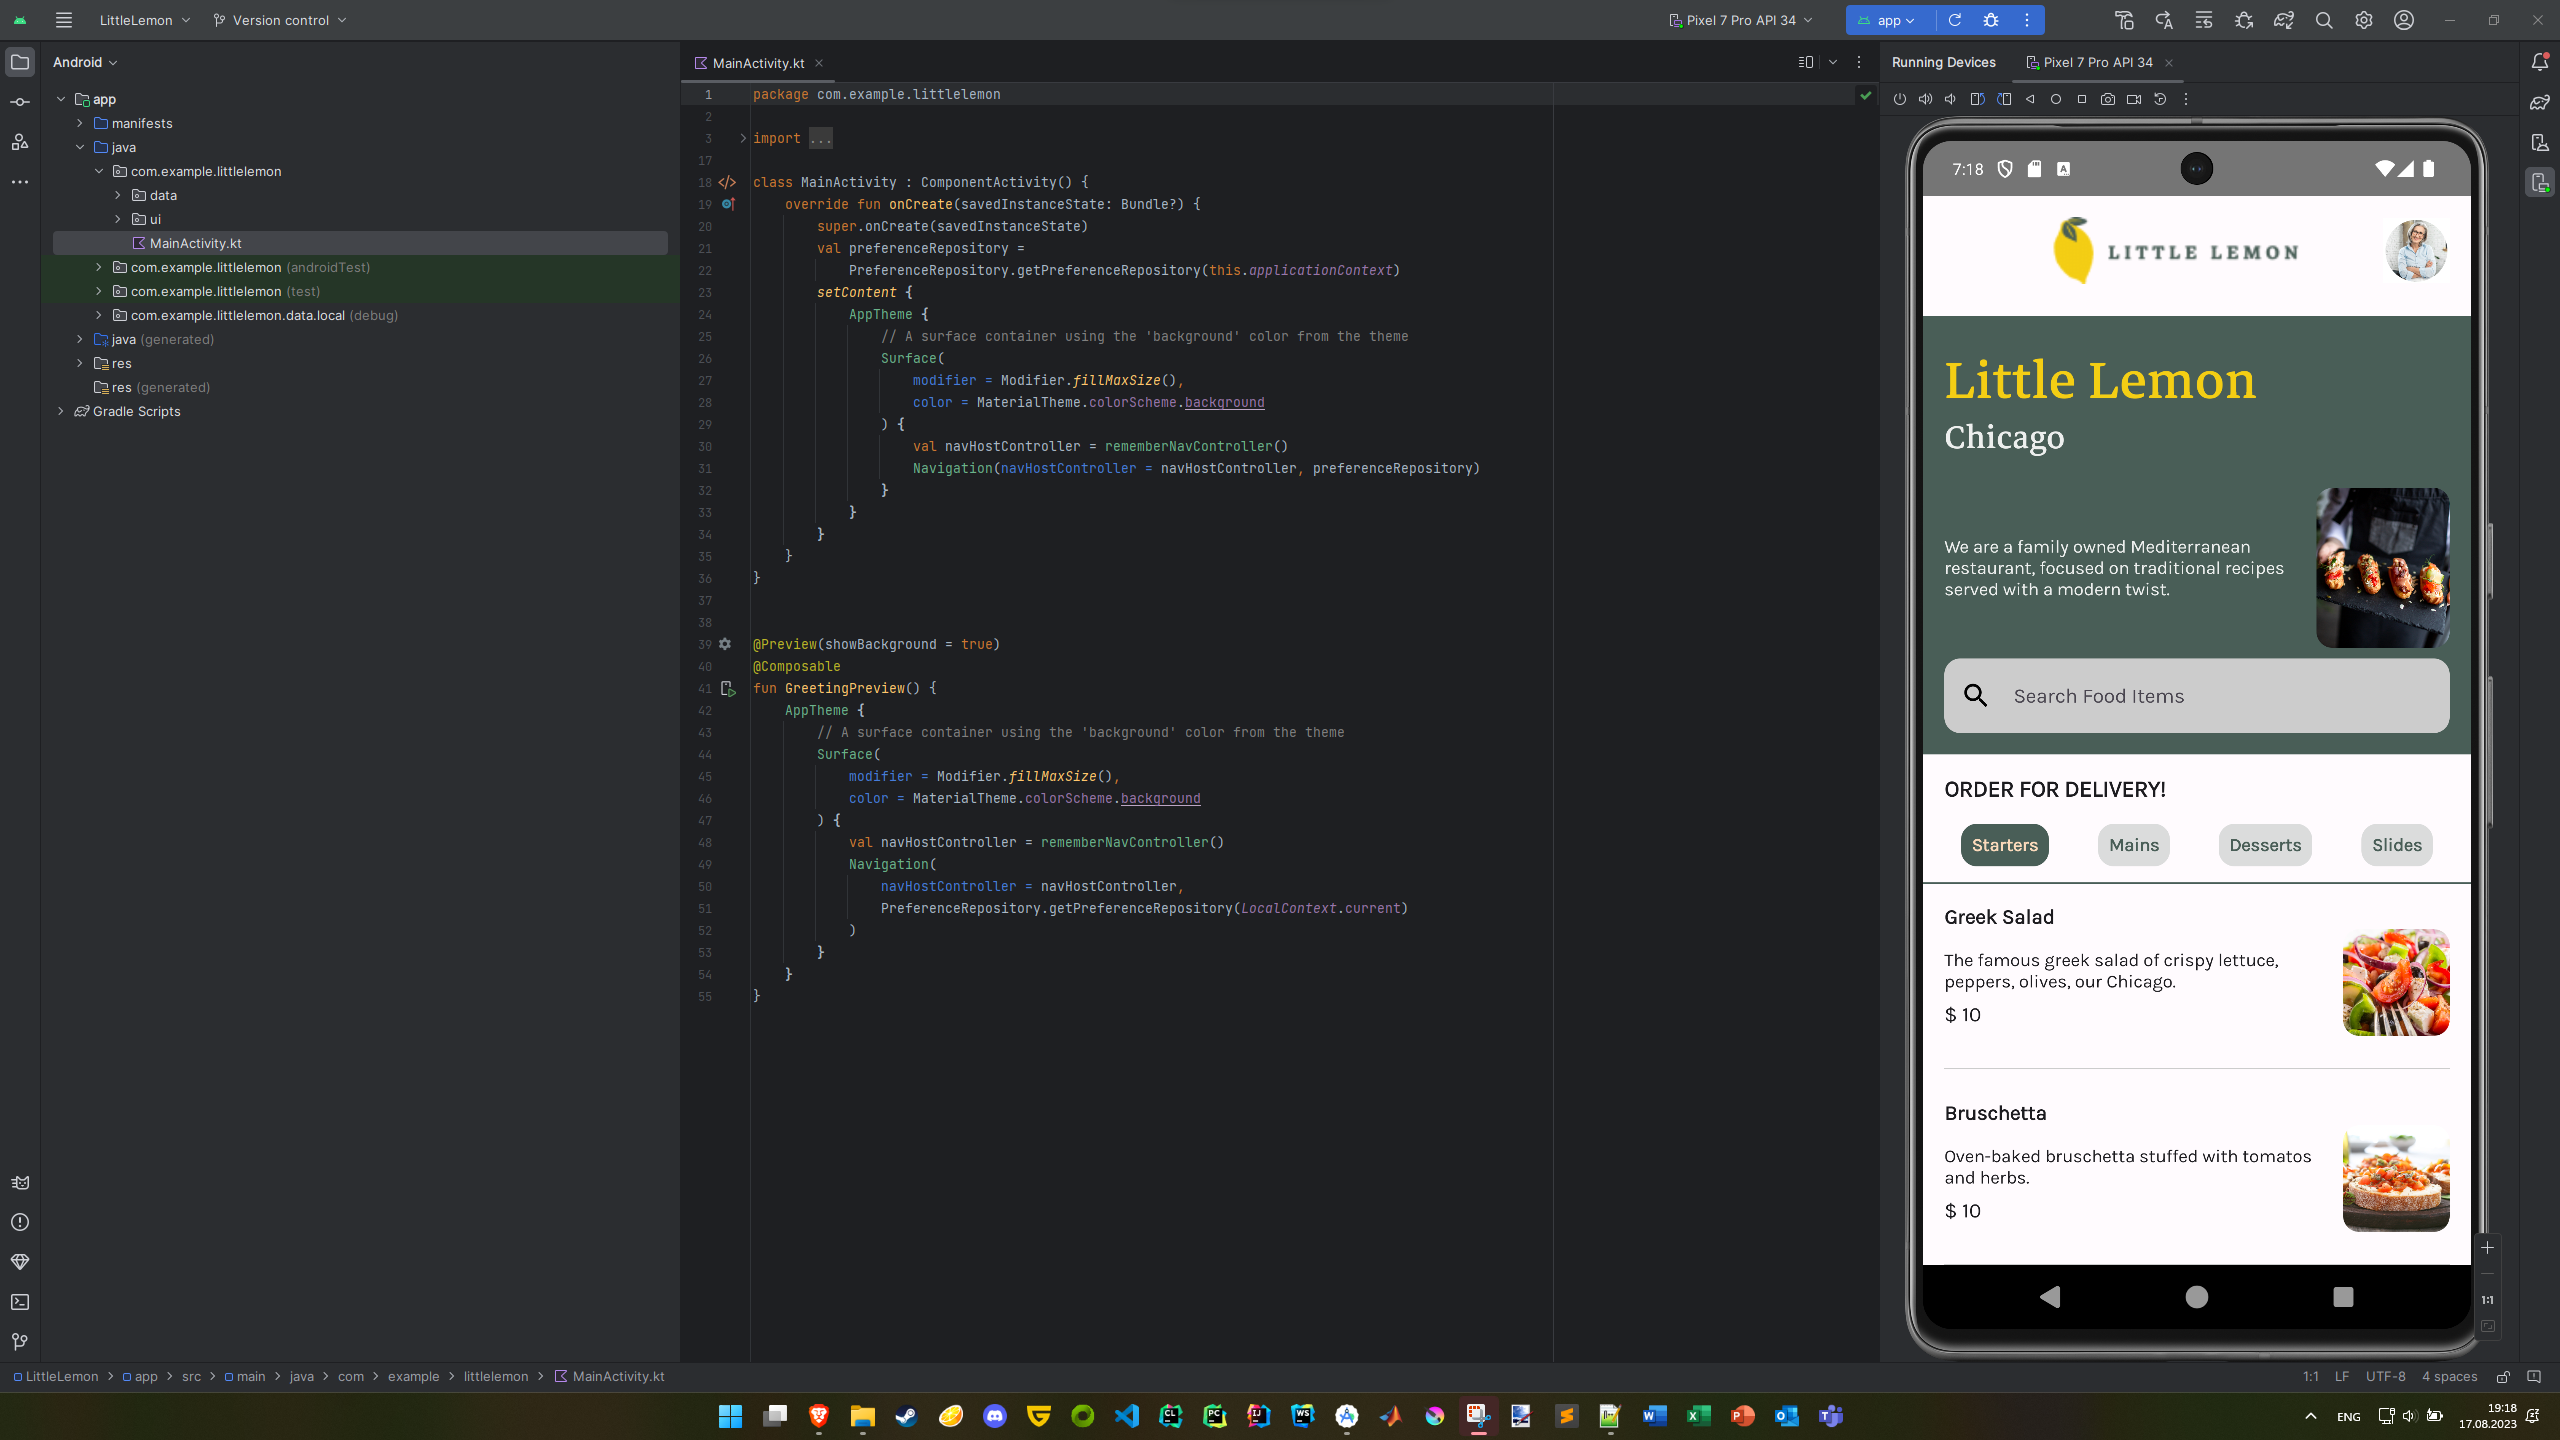 LittleLemon
Version control
Pixel 7 Pro API 34
app
Android
app
manifests
java
com.example.littlelemon
data
ui
MainActivity.kt
com.example.littlelemon (androidTest)
com.example.littlelemon (test)
com.example.littlelemon.data.local (debug)
java (generated)
res
res (generated)
Gradle Scripts
MainActivity.kt
1 package com.example.littlelemon
2
3 import ...
17
18 class MainActivity : ComponentActivity() {
19 override fun onCreate(savedInstanceState: Bundle?) {
20 super.onCreate(savedInstanceState)
21 val preferenceRepository =
22 PreferenceRepository.getPreferenceRepository(this.applicationContext)
23 setContent {
24 AppTheme {
25 // A surface container using the 'background' color from the theme
26 Surface(
27 modifier = Modifier.fillMaxSize(),
28 color = MaterialTheme.colorScheme.background
29 ) {
30 val navHostController = rememberNavController()
31 Navigation(navHostController = navHostController, preferenceRepository)
32 }
33 }
34 }
35 }
36 }
37
38
39 @Preview(showBackground = true)
40 @Composable
41 fun GreetingPreview() {
42 AppTheme {
43 // A surface container using the 'background' color from the theme
44 Surface(
45 modifier = Modifier.fillMaxSize(),
46 color = MaterialTheme.colorScheme.background
47 ) {
48 val navHostController = rememberNavController()
49 Navigation(
50 navHostController = navHostController,
51 PreferenceRepository.getPreferenceRepository(LocalContext.current)
52 )
53 }
54 }
55 }
Running Devices
Pixel 7 Pro API 34
7:18
LITTLE LEMON
Little Lemon
Chicago
We are a family owned Mediterranean
restaurant, focused on traditional recipes
served with a modern twist.
Search Food Items
ORDER FOR DELIVERY!
Starters
Mains
Desserts
Slides
Greek Salad
The famous greek salad of crispy lettuce,
peppers, olives, our Chicago.
$ 10
Bruschetta
Oven-baked bruschetta stuffed with tomatos
and herbs.
$ 10
1:1
LittleLemon > app > src > main > java > com > example > littlelemon > MainActivity.kt
1:1 LF UTF-8 4 spaces
ENG
19:18
17.08.2023